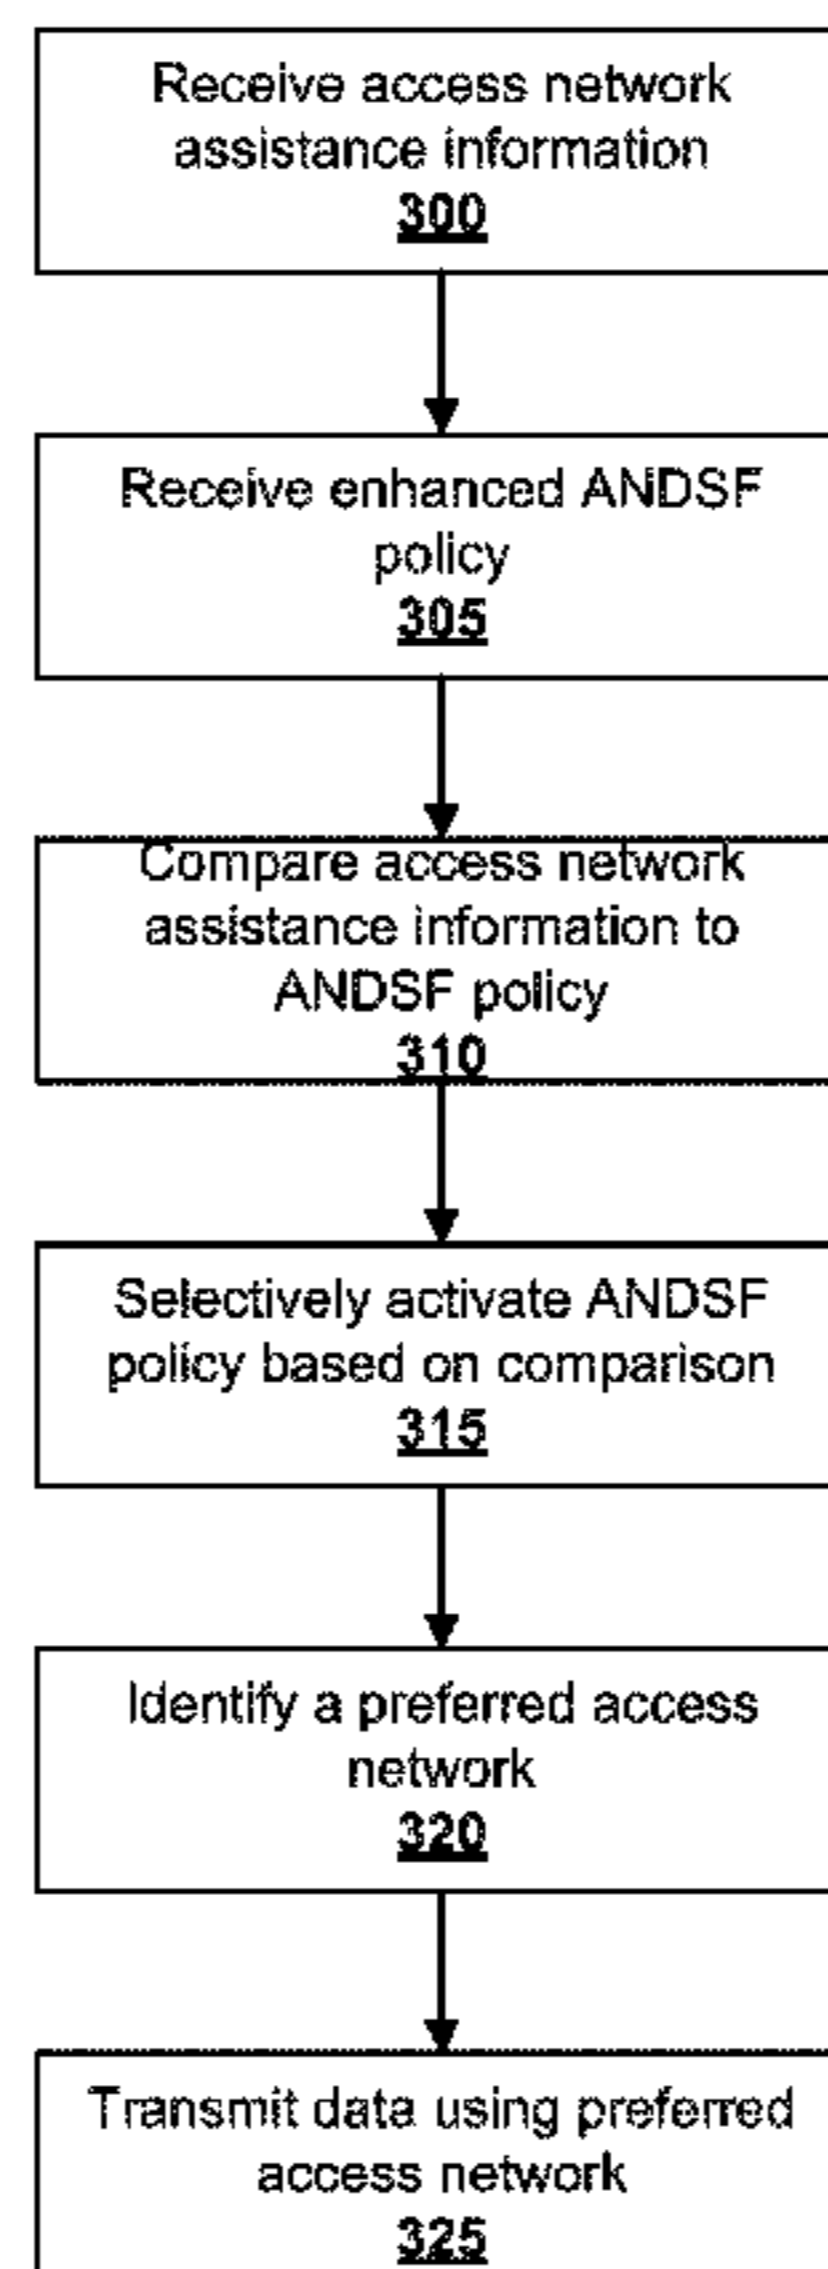 Receive access network
assistance information
300
Receive enhanced ANDSF
policy
305
Compare access network
assistance information to
ANDSF policy
310
Selectively activate ANDSF
policy based on comparison
315
Identify a preferred access
network
320
Transmit data using preferred
access network
325